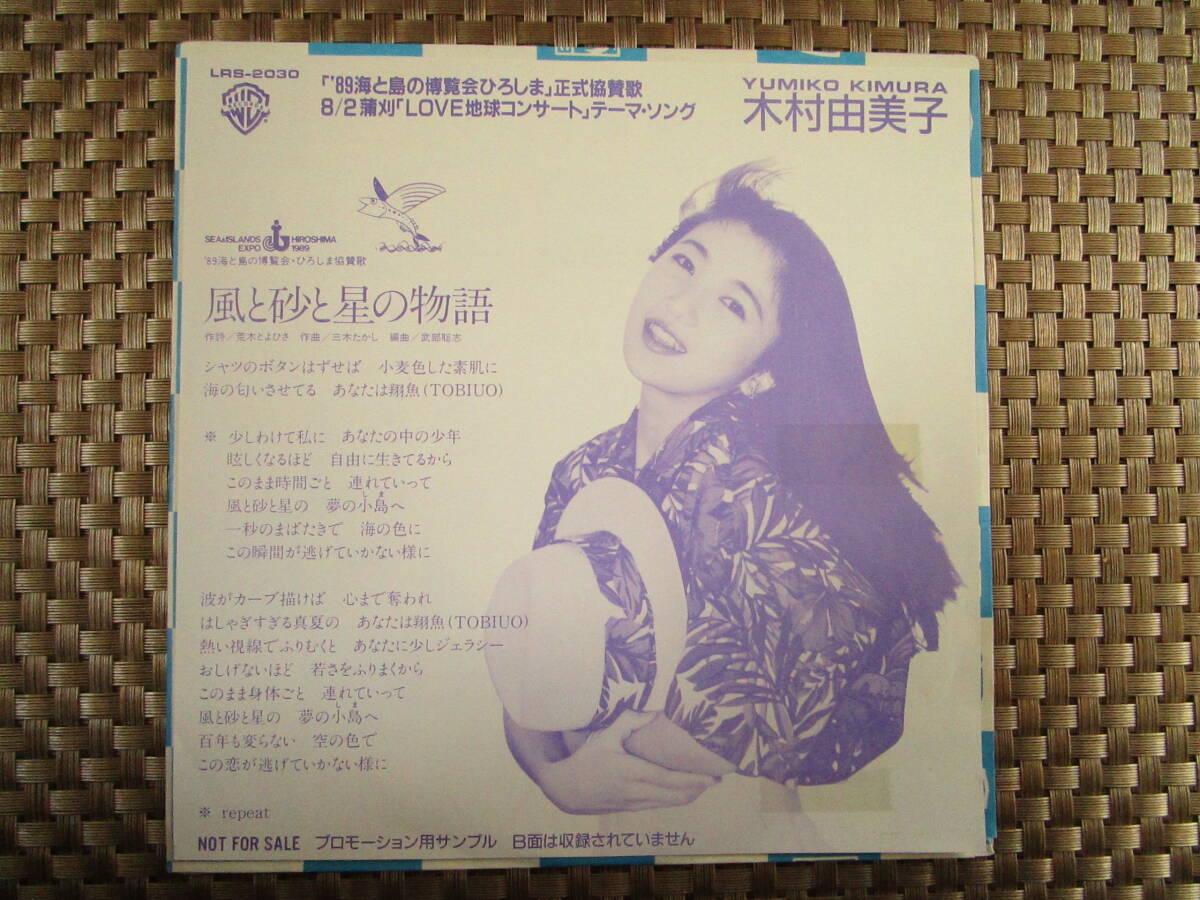 LRS-2030
「'89海と島の博覧会ひろしま」正式協賛歌
8/2蒲刈「LOVE地球コンサート」テーマ・ソング
YUMIKO KIMURA
木村由美子
SEA&ISLANDS EXPO HIROSHIMA 1989
'89海と島の博覧会・ひろしま協賛歌
風と砂と星の物語
作詩／荒木とよひさ 作曲／三木たかし 編曲／武部聡志
シャツのボタンはずせば 小麦色した素肌に
海の匂いさせてる あなたは翔魚(TOBIUO)
※ 少しわけて私に あなたの中の少年
眩しくなるほど 自由に生きてるから
このまま時間ごと 連れていって
風と砂と星の 夢の小島へ
しま
一秒のまばたきで 海の色に
この瞬間が逃げていかない様に
波がカーブ描けば 心まで奪われ
はしゃぎすぎる真夏の あなたは翔魚(TOBIUO)
熱い視線でふりむくと あなたに少しジェラシー
おしげないほど 若さをふりまくから
このまま身体ごと 連れていって
風と砂と星の 夢の小島へ
しま
百年も変らない 空の色で
この恋が逃げていかない様に
※ repeat
NOT FOR SALE プロモーション用サンプル B面は収録されていません